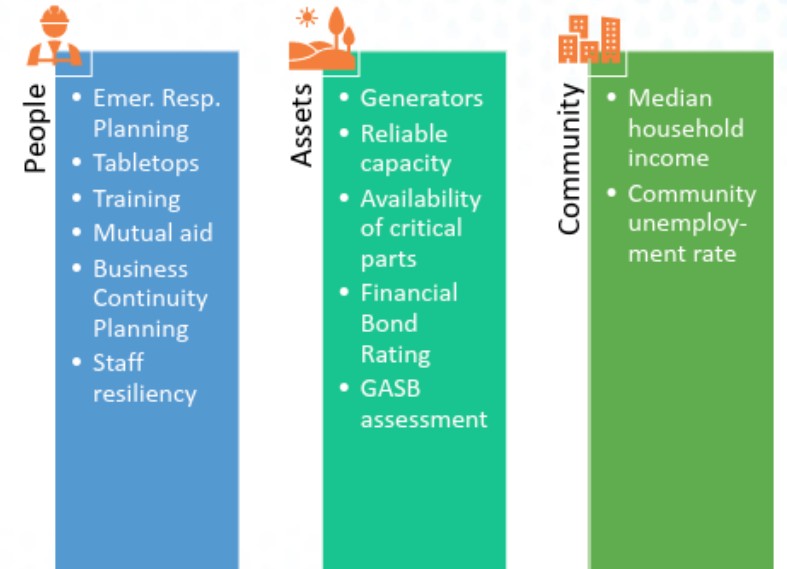 People
• Emer. Resp.
Planning
• Tabletops
• Training
• Mutual aid
• Business
Continuity
Planning
• Staff
resiliency
Assets
• Generators
• Reliable
capacity
• Availability
of critical
parts
• Financial
Bond
Rating
• GASB
assessment
Community
• Median
household
income
• Community
unemploy-
ment rate